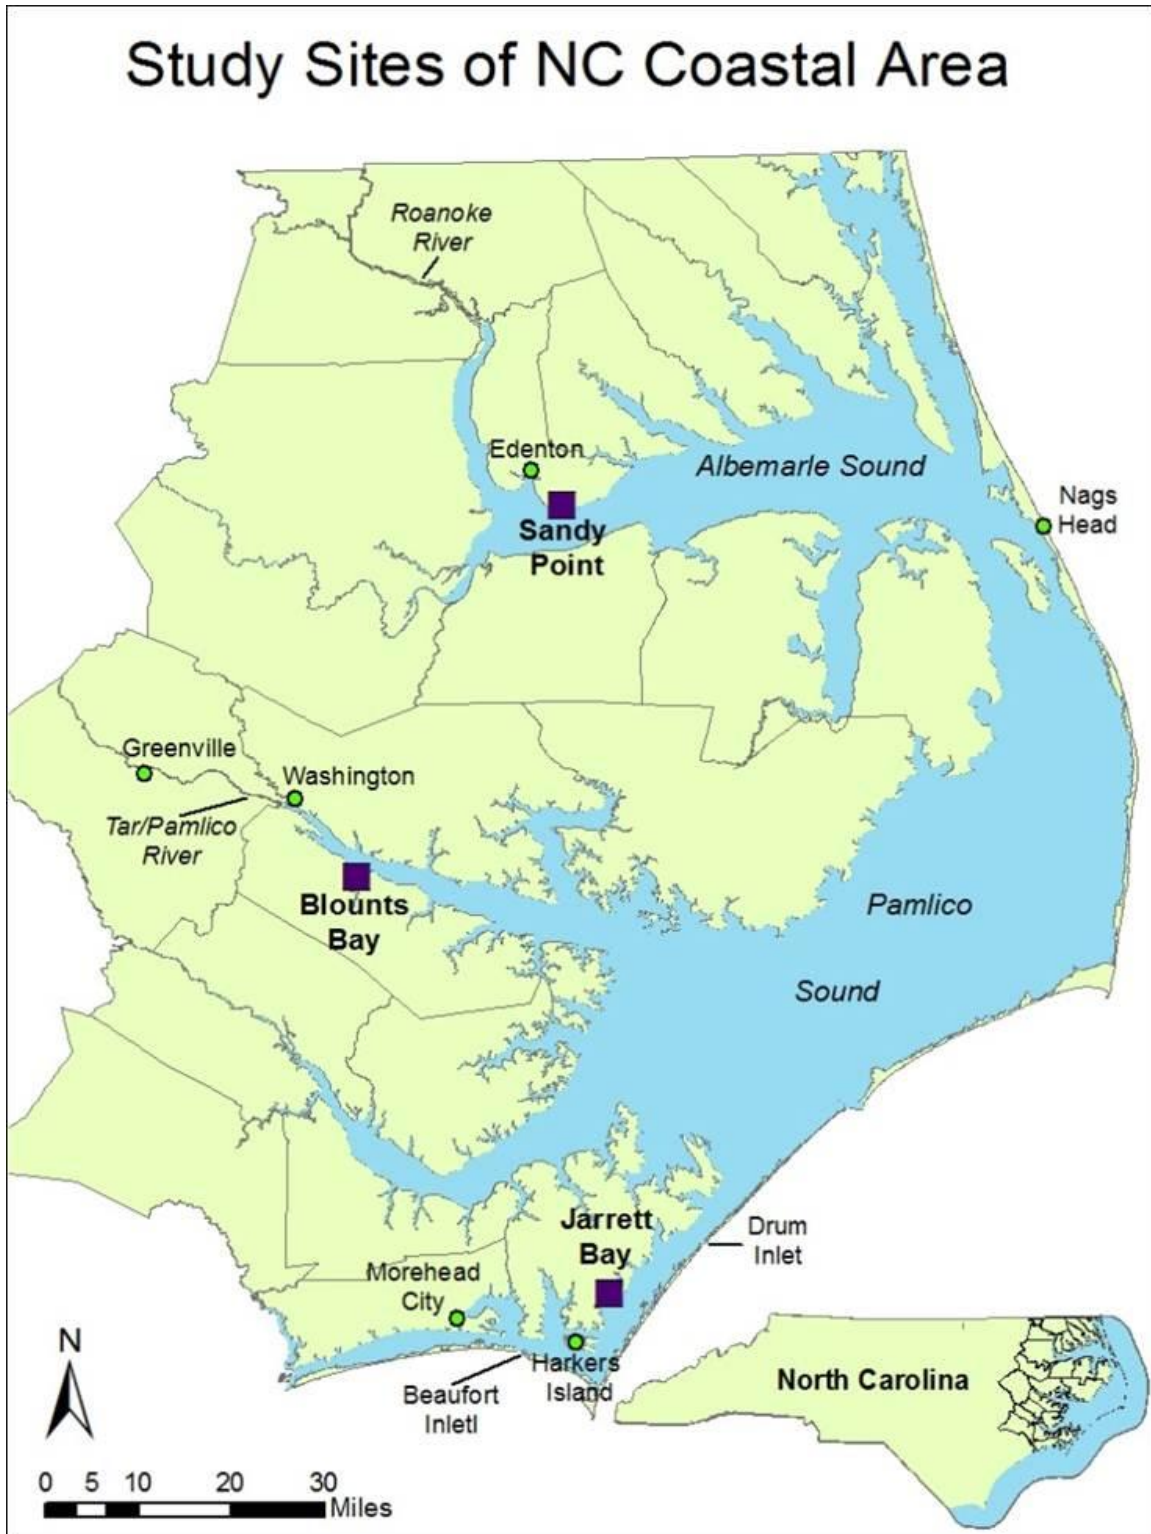 Study Sites of NC Coastal Area
Roanoke
River
Edenton
Albemarle Sound
Sandy
Point
Nags
Head
Greenville
Washington
Tar/Pamlico
River
Blounts
Bay
Pamlico
Sound
Jarrett
Bay
Drum
Inlet
Morehead
City
Harkers
Island
Beaufort
Inletl
North Carolina
N
0 5 10 20 30
Miles